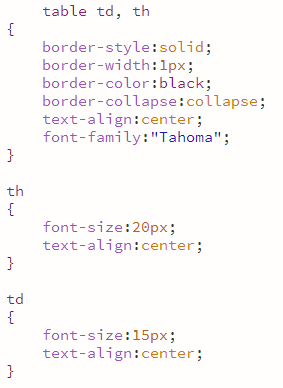 table td, th
{
border-style:solid;
border-width:1px;
border-color:black;
border-collapse:collapse;
text-align:center;
font-family:"Tahoma";
}
th
{
font-size:20px;
text-align:center;
}
td
{
font-size:15px;
text-align:center;
}